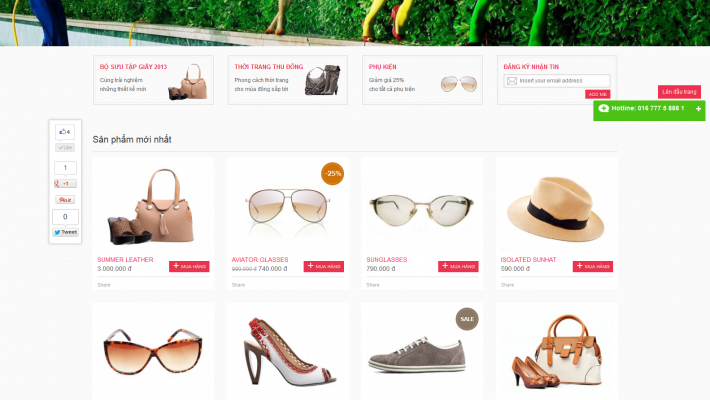 BỘ SƯU TẬP GIẦY 2013
Cùng trải nghiệm
những thiết kế mới
THỜI TRANG THU ĐÔNG
Phong cách thời trang
cho mùa đông sắp tới
PHỤ KIỆN
Giảm giá 25%
cho tất cả phụ kiện
ĐĂNG KÝ NHẬN TIN
Insert your email address
ADD ME
Lên đầu trang
Hotline: 016 777 5 888 1
4
Like
1
+1
Pin it
0
Tweet
Sản phẩm mới nhất
-25%
SUMMER LEATHER
3.000.000 đ
MUA HÀNG
Share
AVIATOR GLASSES
990.000 đ 740.000 đ
MUA HÀNG
Share
SUNGLASSES
790.000 đ
MUA HÀNG
Share
ISOLATED SUNHAT
590.000 đ
MUA HÀNG
Share
SALE